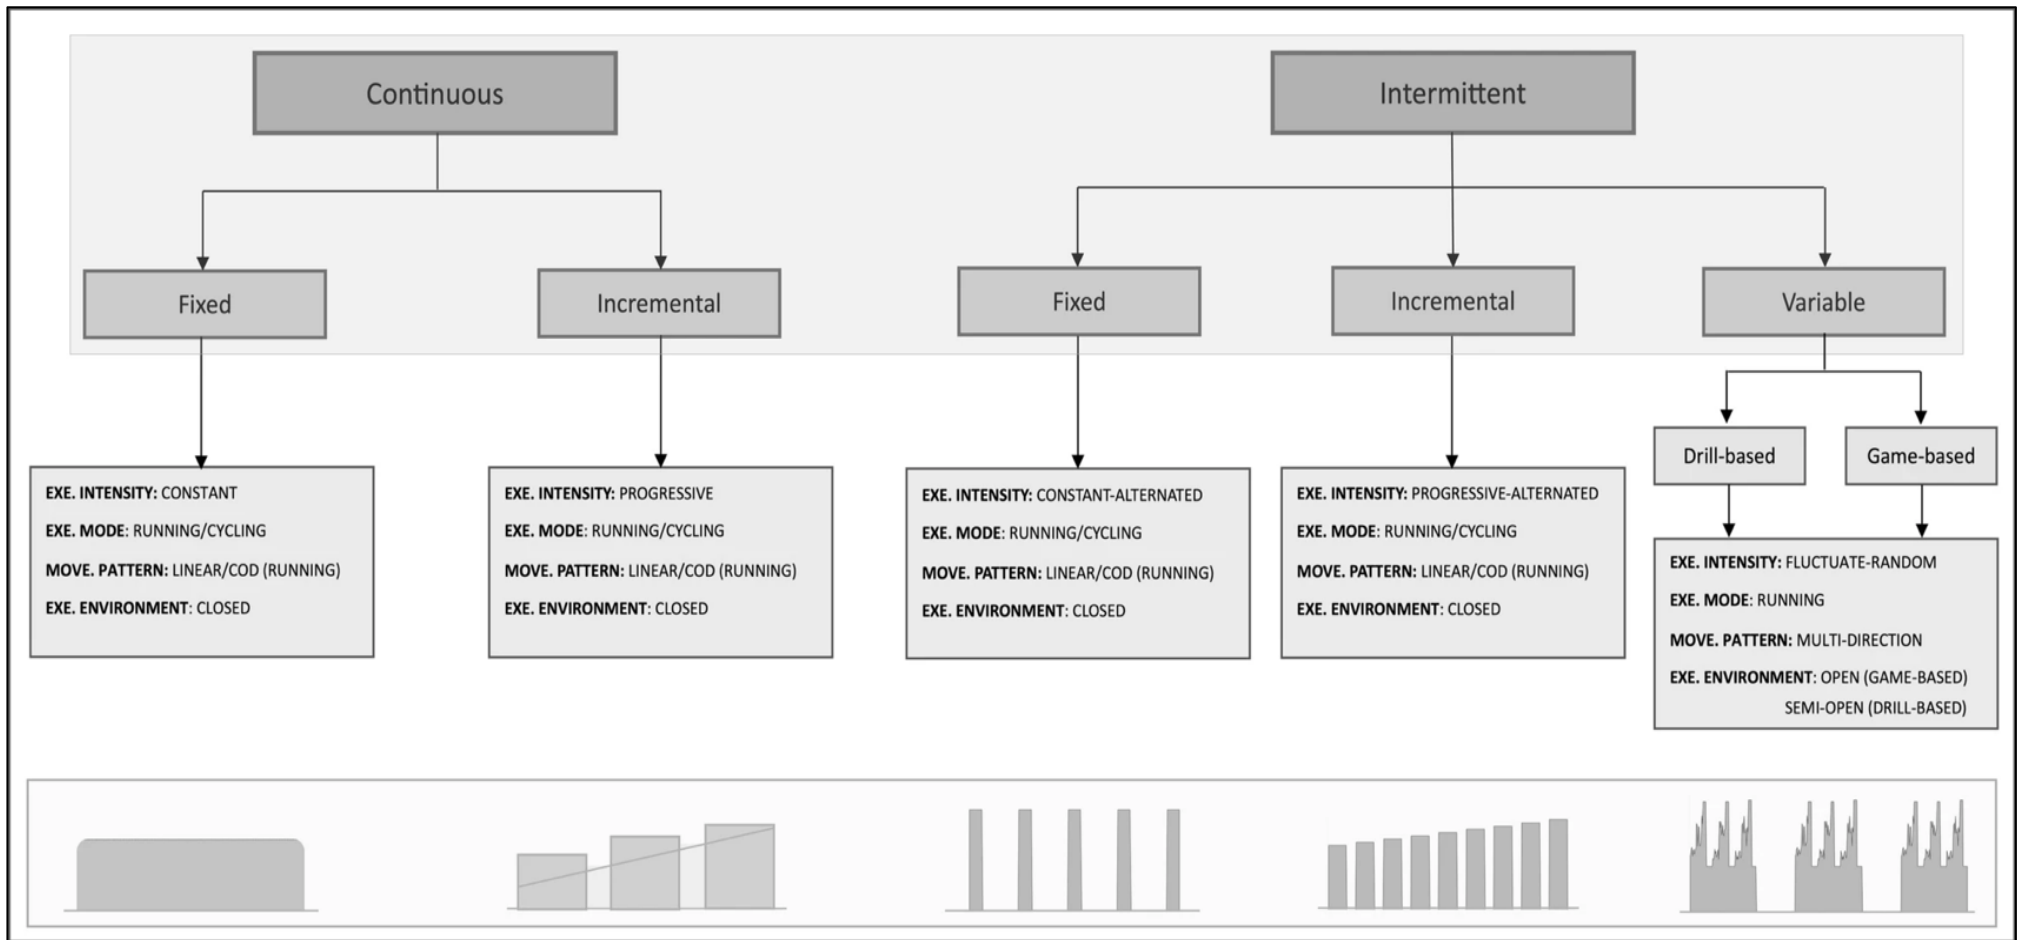 Continuous
Intermittent
Fixed
Incremental
Fixed
Incremental
Variable
Drill-based
Game-based
EXE. INTENSITY: CONSTANT
EXE. MODE: RUNNING/CYCLING
MOVE. PATTERN: LINEAR/COD (RUNNING)
EXE. ENVIRONMENT: CLOSED
EXE. INTENSITY: PROGRESSIVE
EXE. MODE: RUNNING/CYCLING
MOVE. PATTERN: LINEAR/COD (RUNNING)
EXE. ENVIRONMENT: CLOSED
EXE. INTENSITY: CONSTANT-ALTERNATED
EXE. MODE: RUNNING/CYCLING
MOVE. PATTERN: LINEAR/COD (RUNNING)
EXE. ENVIRONMENT: CLOSED
EXE. INTENSITY: PROGRESSIVE-ALTERNATED
EXE. MODE: RUNNING/CYCLING
MOVE. PATTERN: LINEAR/COD (RUNNING)
EXE. ENVIRONMENT: CLOSED
EXE. INTENSITY: FLUCTUATE-RANDOM
EXE. MODE: RUNNING
MOVE. PATTERN: MULTI-DIRECTION
EXE. ENVIRONMENT: OPEN (GAME-BASED)
SEMI-OPEN (DRILL-BASED)